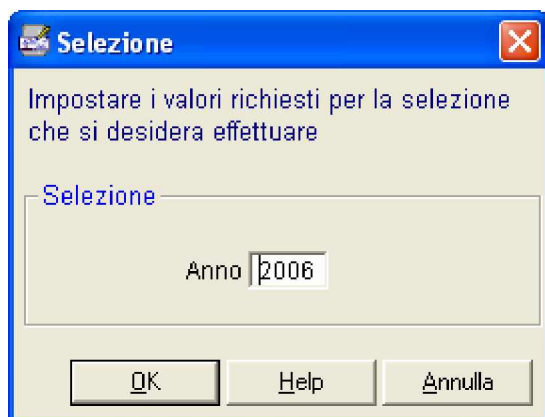 Selezione
Impostare i valori richiesti per la selezione
che si desidera effettuare
Selezione
Anno 2006
OK Help Annulla